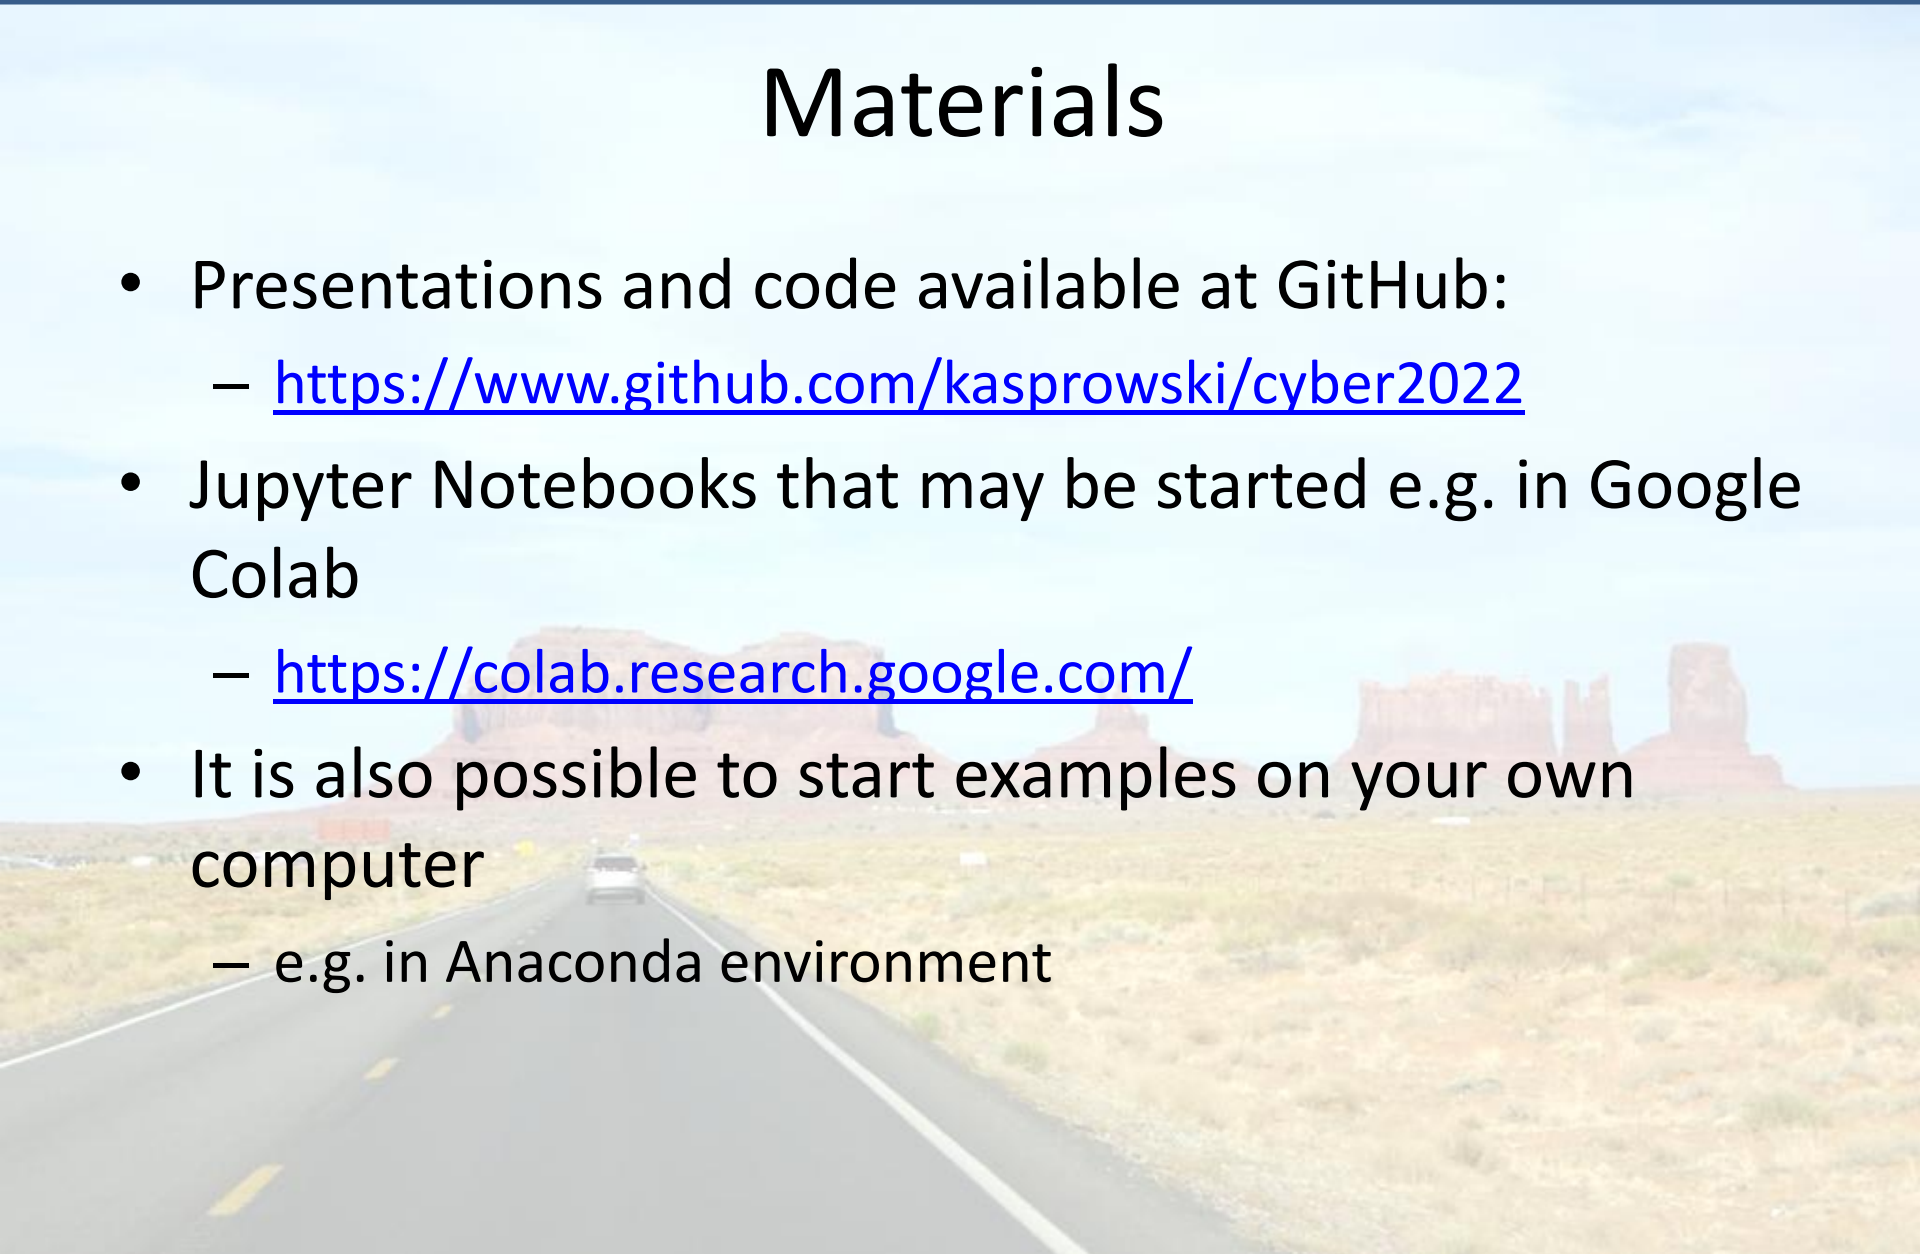 Materials
• Presentations and code available at GitHub:
– https://www.github.com/kasprowski/cyber2022
• Jupyter Notebooks that may be started e.g. in Google
Colab
– https://colab.research.google.com/
• It is also possible to start examples on your own
computer
– e.g. in Anaconda environment